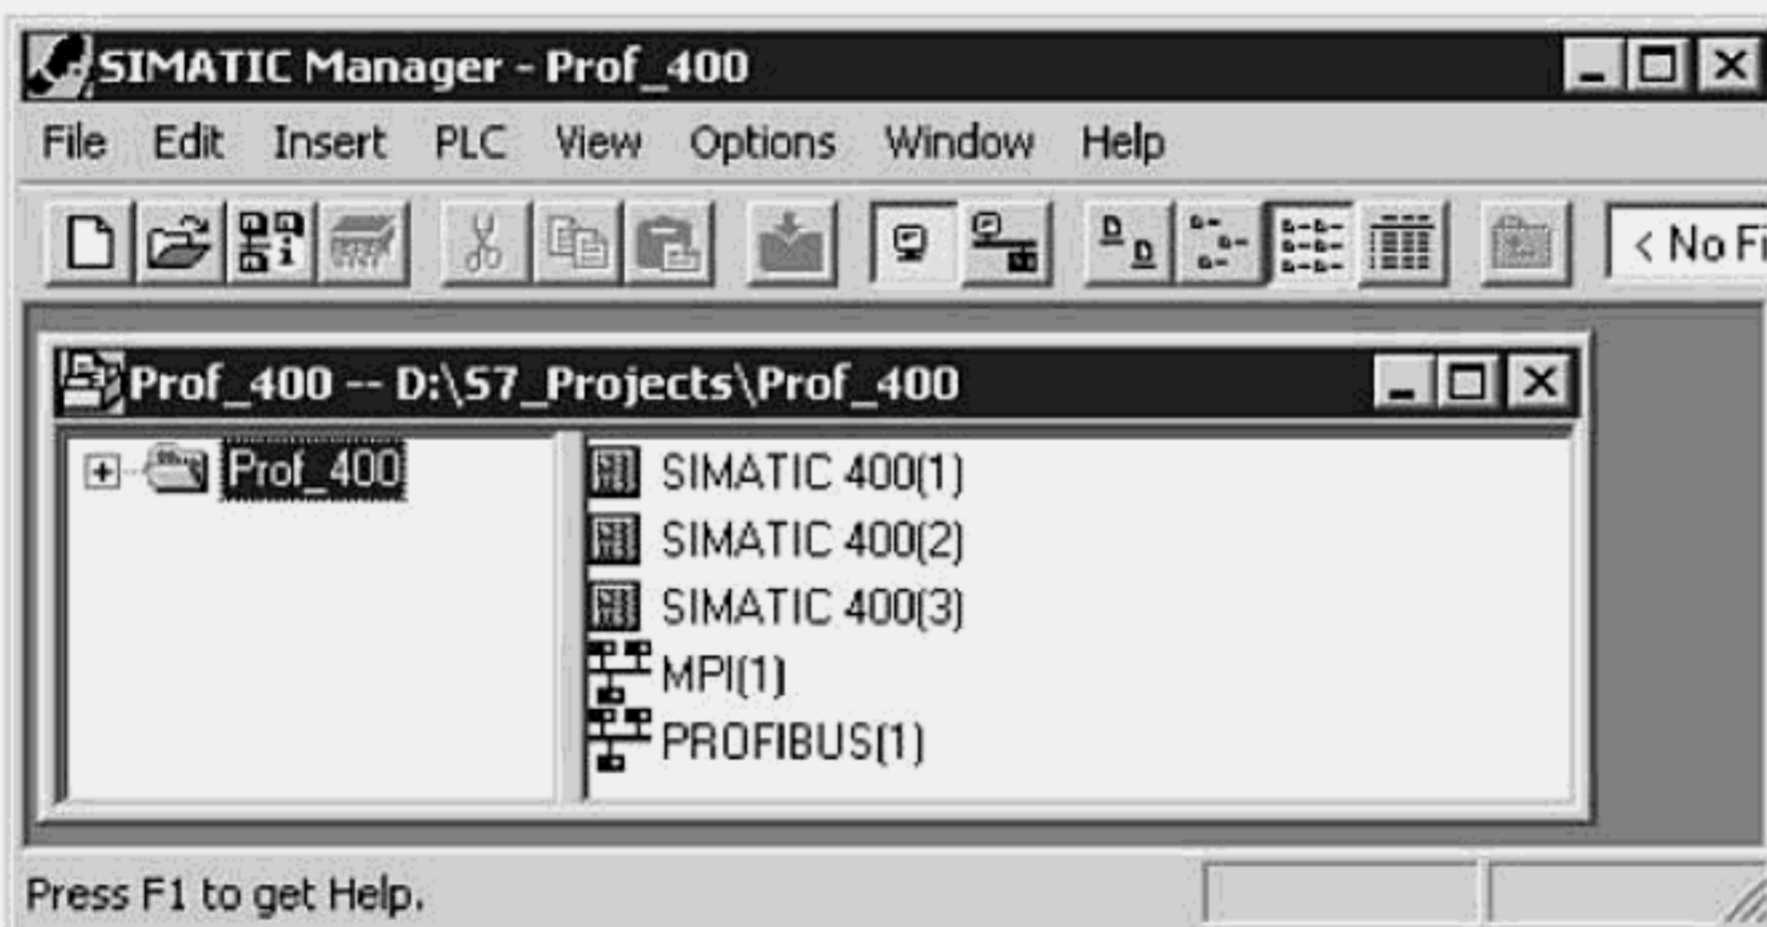 SIMATIC Manager - Prof_400
File Edit Insert PLC View Options Window Help
< No Fi
Prof_400 -- D:\S7_Projects\Prof_400
Prof_400
SIMATIC 400(1)
SIMATIC 400(2)
SIMATIC 400(3)
MPI(1)
PROFIBUS(1)
Press F1 to get Help.